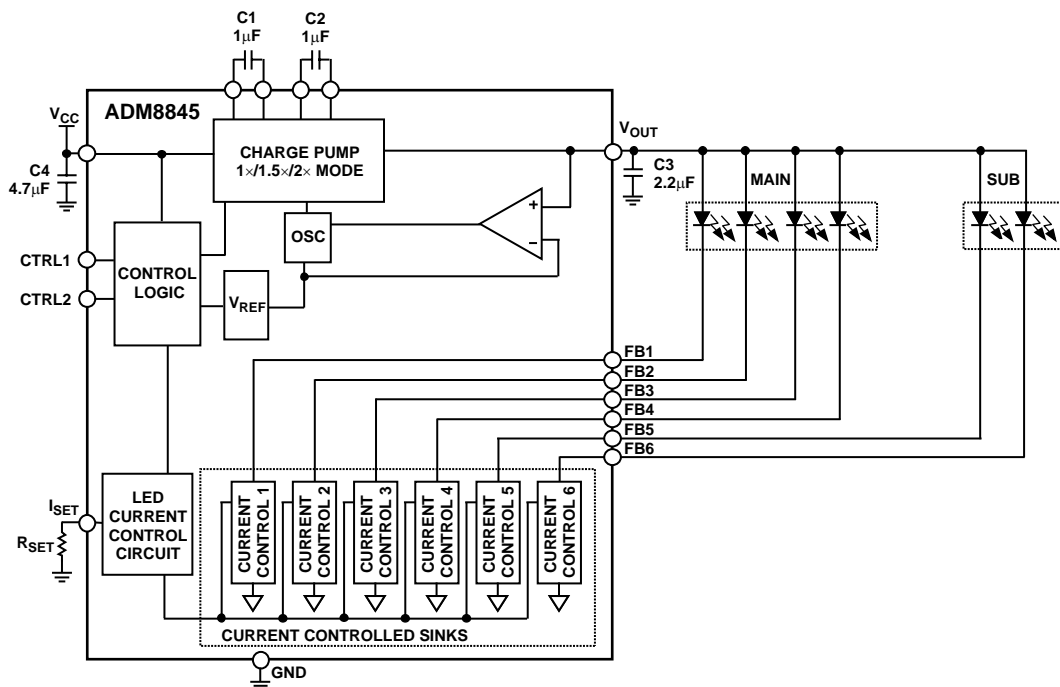 C1
1μF
C2
1μF
ADM8845
VCC
C4
4.7μF
CHARGE PUMP
1×/1.5×/2× MODE
VOUT
C3
2.2μF
MAIN
SUB
OSC
+
–
CTRL1
CTRL2
CONTROL
LOGIC
VREF
FB1
FB2
FB3
FB4
FB5
FB6
ISET
RSET
LED
CURRENT
CONTROL
CIRCUIT
CURRENT
CONTROL 1
CURRENT
CONTROL 2
CURRENT
CONTROL 3
CURRENT
CONTROL 4
CURRENT
CONTROL 5
CURRENT
CONTROL 6
CURRENT CONTROLLED SINKS
GND